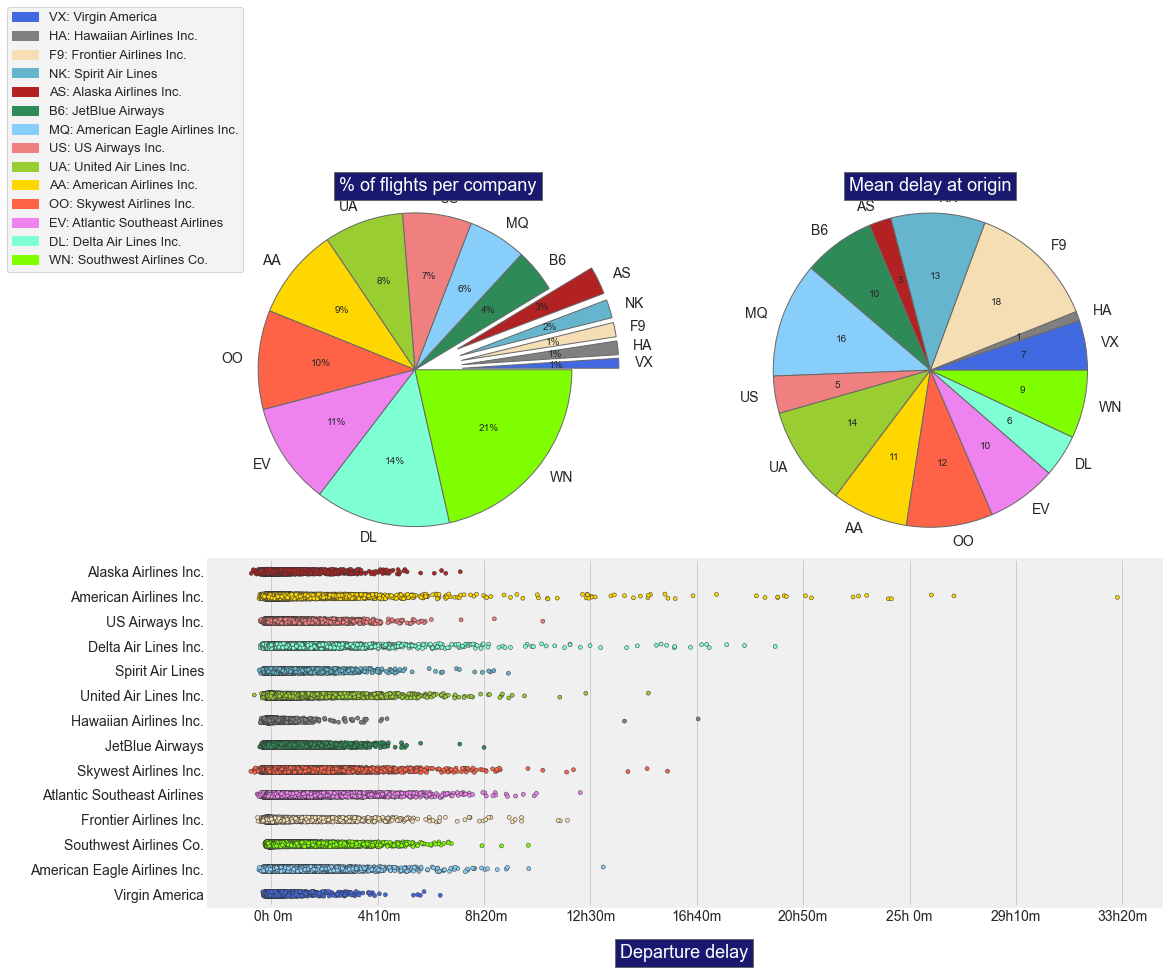 VX: Virgin America
HA: Hawaiian Airlines Inc.
F9: Frontier Airlines Inc.
NK: Spirit Air Lines
AS: Alaska Airlines Inc.
B6: JetBlue Airways
MQ: American Eagle Airlines Inc.
US: US Airways Inc.
UA: United Air Lines Inc.
AA: American Airlines Inc.
OO: Skywest Airlines Inc.
EV: Atlantic Southeast Airlines
DL: Delta Air Lines Inc.
WN: Southwest Airlines Co.
% of flights per company
UA
MQ
B6
AS
NK
F9
HA
VX
AA
OO
EV
DL
WN
7%
8%
6%
4%
3%
2%
1%
1%
1%
9%
10%
11%
14%
21%
Mean delay at origin
AS
B6
F9
HA
VX
MQ
US
UA
AA
OO
EV
DL
WN
3
13
10
18
1
7
16
5
9
14
6
11
12
10
Alaska Airlines Inc.
American Airlines Inc.
US Airways Inc.
Delta Air Lines Inc.
Spirit Air Lines
United Air Lines Inc.
Hawaiian Airlines Inc.
JetBlue Airways
Skywest Airlines Inc.
Atlantic Southeast Airlines
Frontier Airlines Inc.
Southwest Airlines Co.
American Eagle Airlines Inc.
Virgin America
0h 0m 4h10m 8h20m 12h30m 16h40m 20h50m 25h 0m 29h10m 33h20m
Departure delay